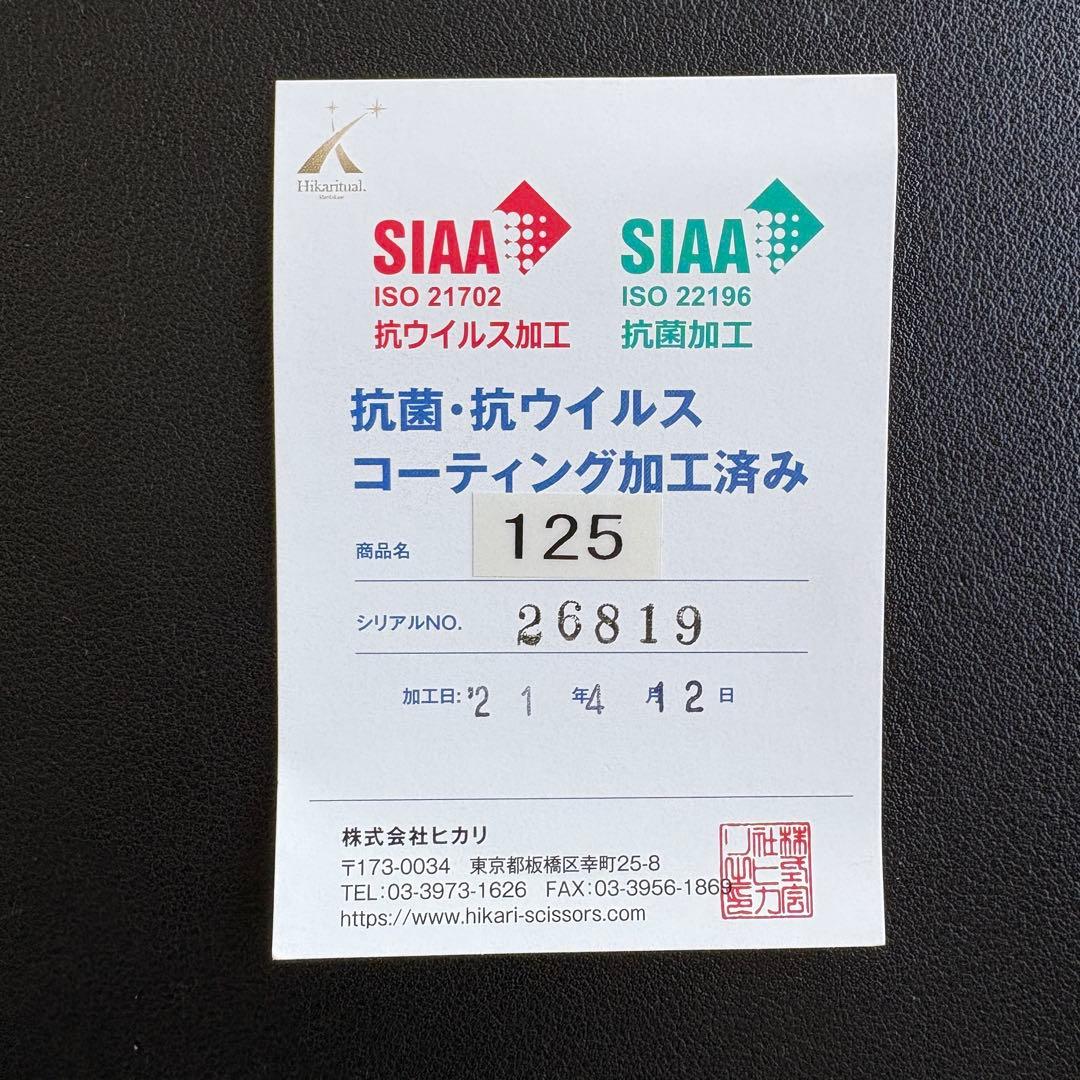 Hikaritual.
SIAA
ISO 21702
抗ウイルス加工
SIAA
ISO 22196
抗菌加工
抗菌・抗ウイルス
コーティング加工済み
商品名 125
シリアルNO. 26819
加工日: '21 年4 月12 日
株式会社ヒカリ
〒173-0034 東京都板橋区幸町25-8
TEL:03-3973-1626 FAX:03-3956-1869
https://www.hikari-scissors.com